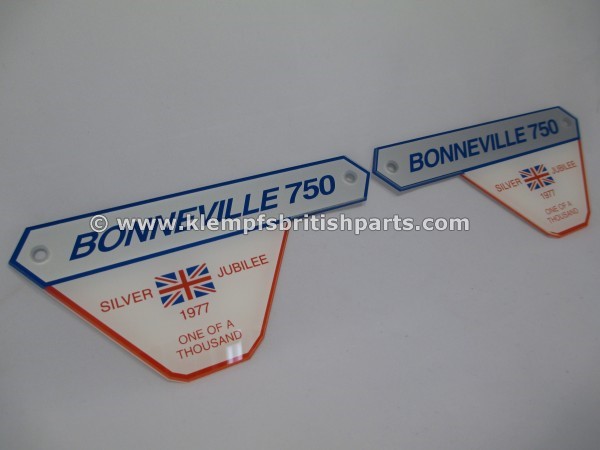 BONNEVILLE 750
SILVER JUBILEE
1977
ONE OF A
THOUSAND
BONNEVILLE 750
SILVER JUBILEE
1977
ONE OF A
THOUSAND
© www.klempfsbritishparts.com ©